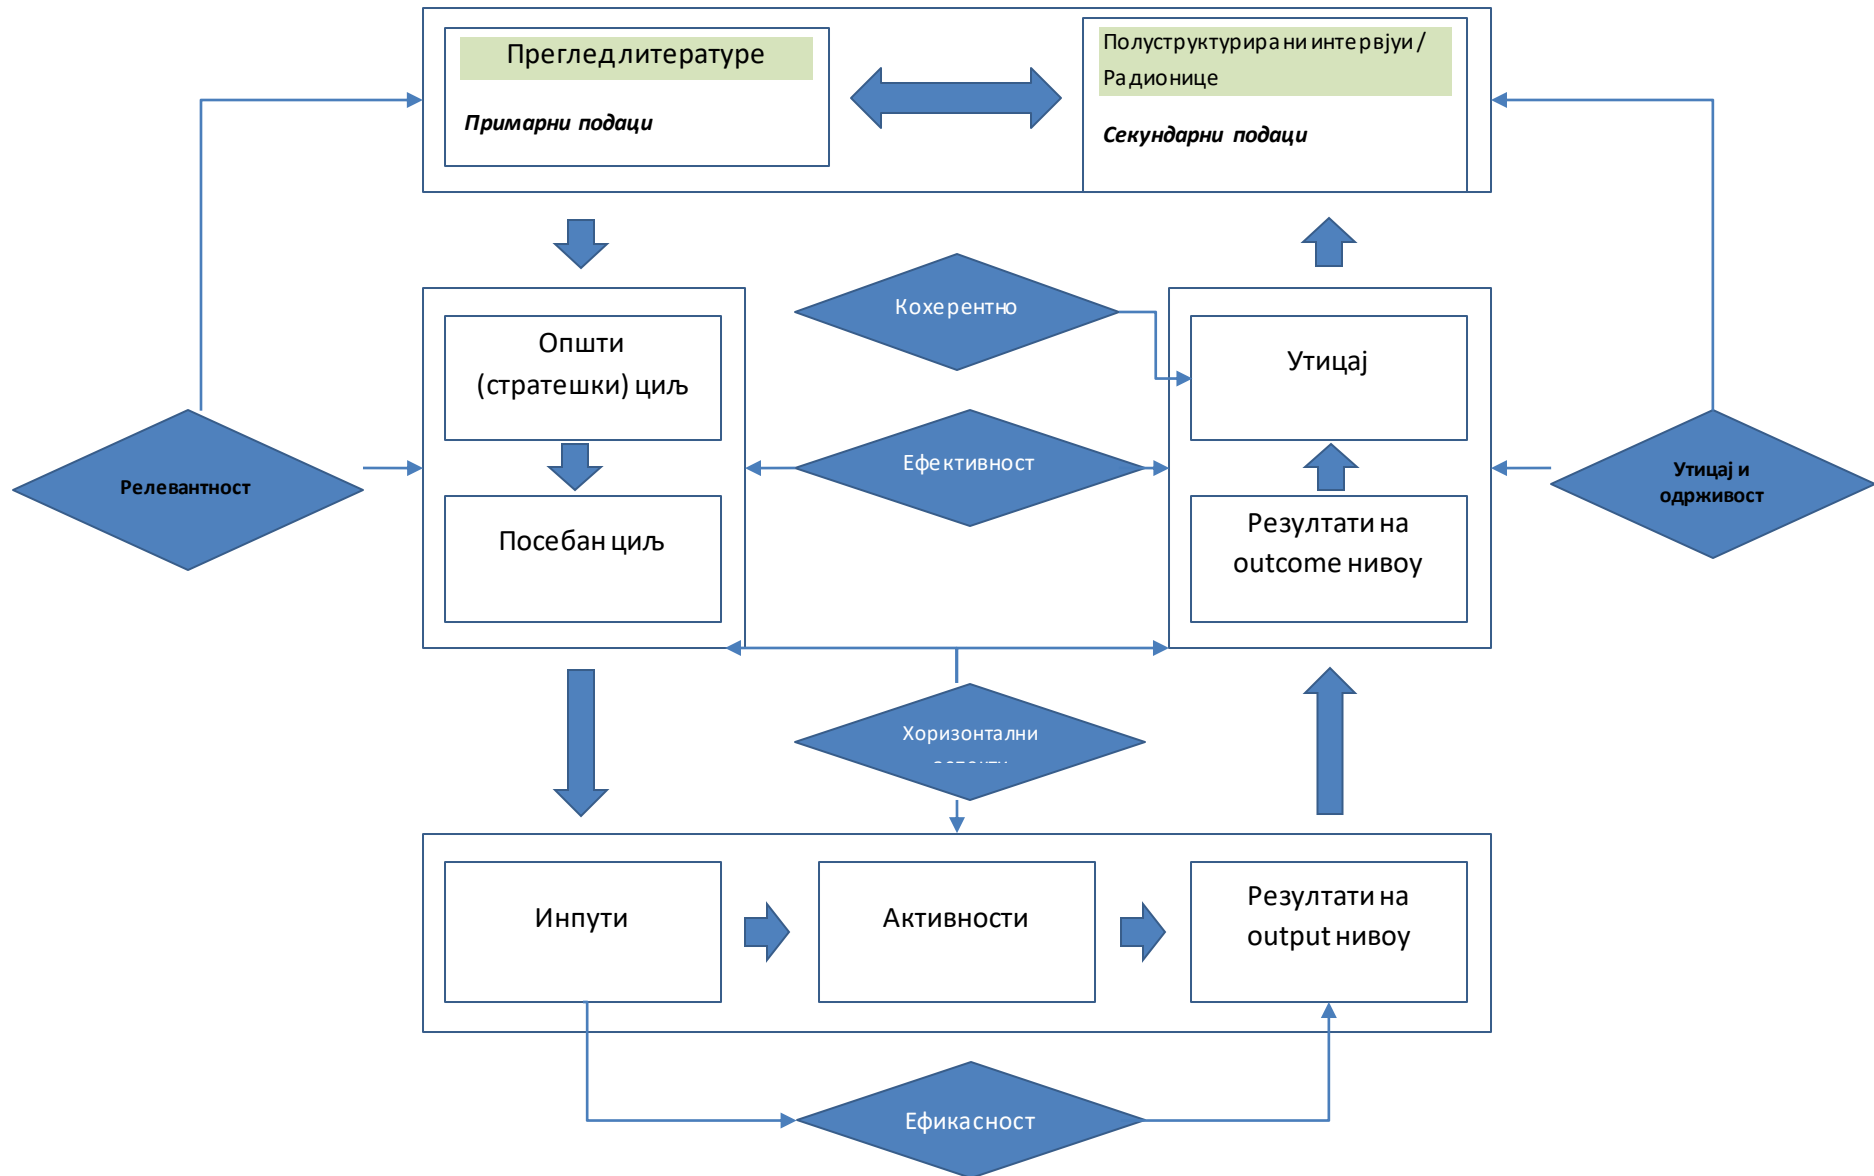 Преглед литературе
Примарни подаци
Полуструктурирани интервјуи /
Радионице
Секундарни подаци
Кохерентно
Општи
(стратешки) циљ
Утицај
Релевантност
Ефективност
Утицај и
одрживост
Посебан циљ
Резултати на
outcome нивоу
Хоризонтални
Инпути
Активности
Резултати на
output нивоу
Ефикасност